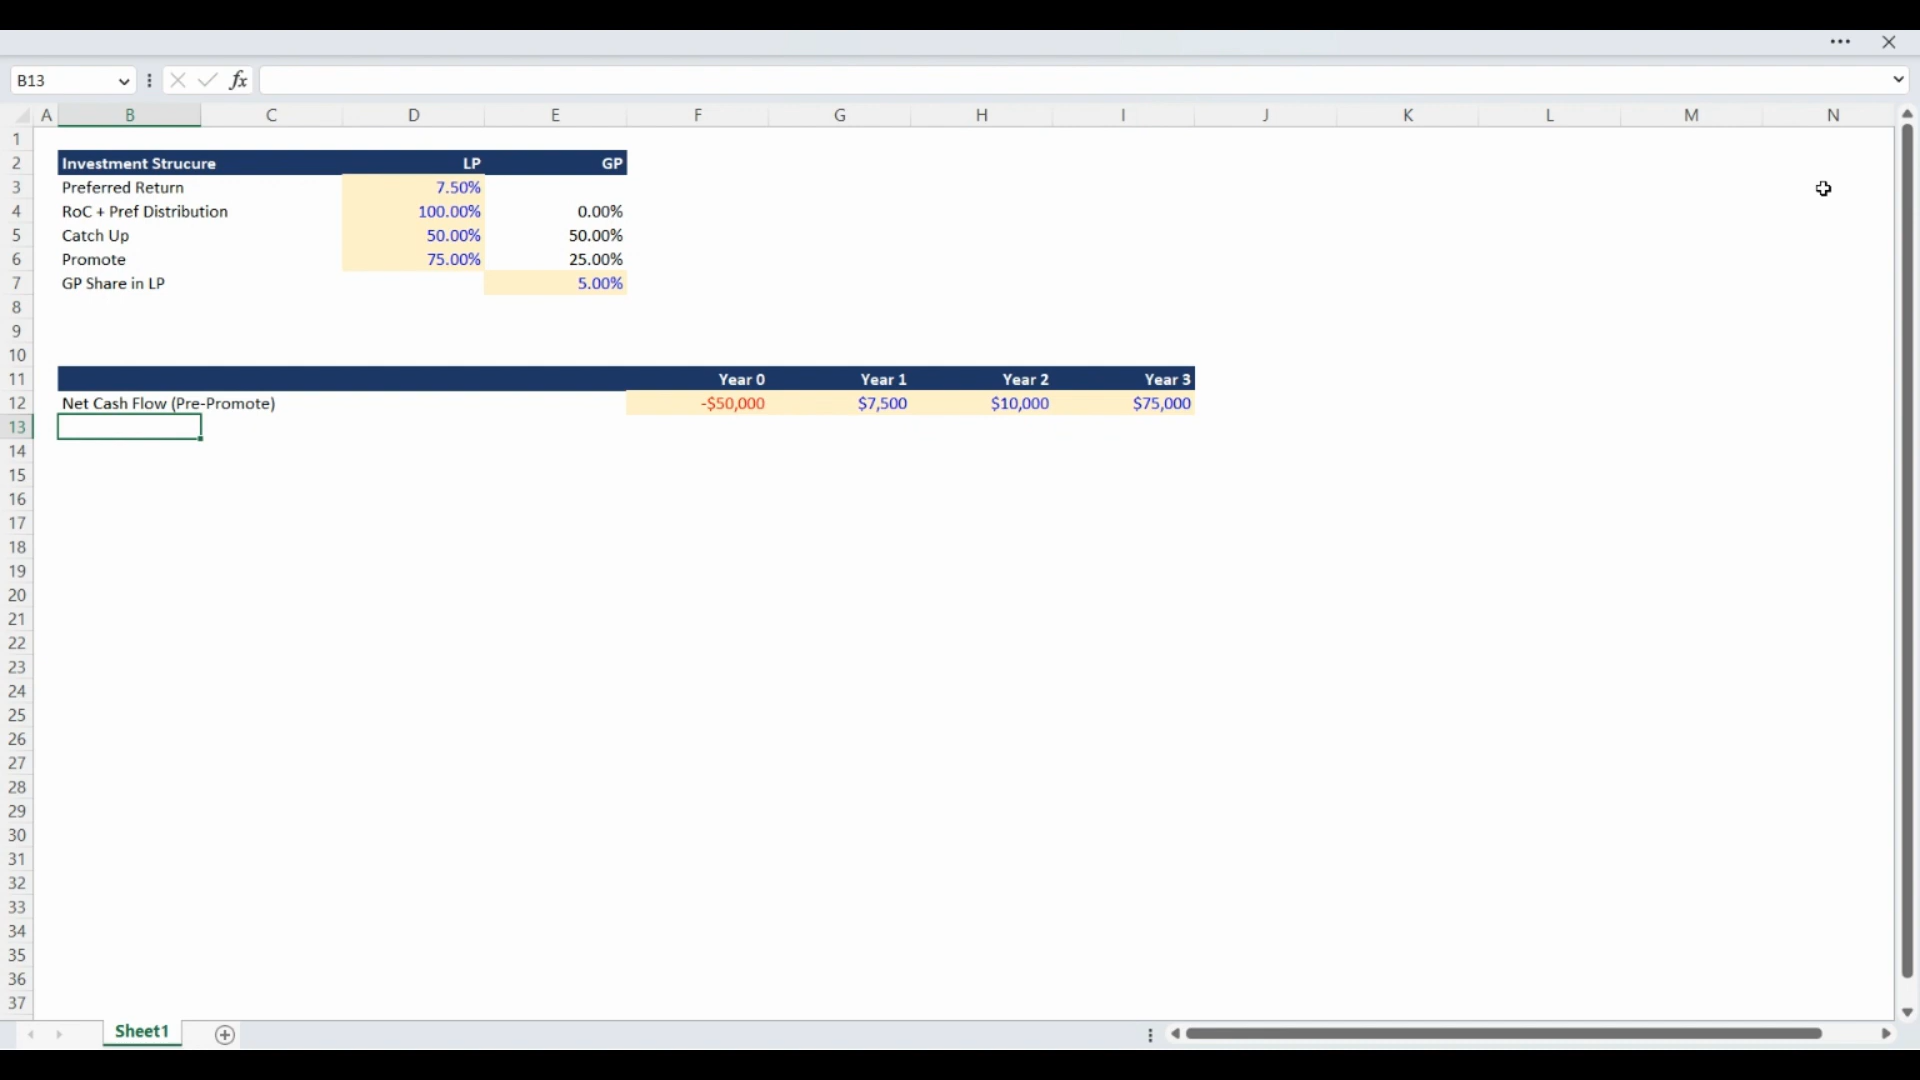 B13
fx
A B C D E F G H I J K L M N
1
2 Investment Strucure LP GP
3 Preferred Return 7.50%
4 RoC + Pref Distribution 100.00% 0.00%
5 Catch Up 50.00% 50.00%
6 Promote 75.00% 25.00%
7 GP Share in LP 5.00%
8
9
10
11 Year 0 Year 1 Year 2 Year 3
12 Net Cash Flow (Pre-Promote) -$50,000 $7,500 $10,000 $75,000
13
14
15
16
17
18
19
20
21
22
23
24
25
26
27
28
29
30
31
32
33
34
35
36
37
Sheet1